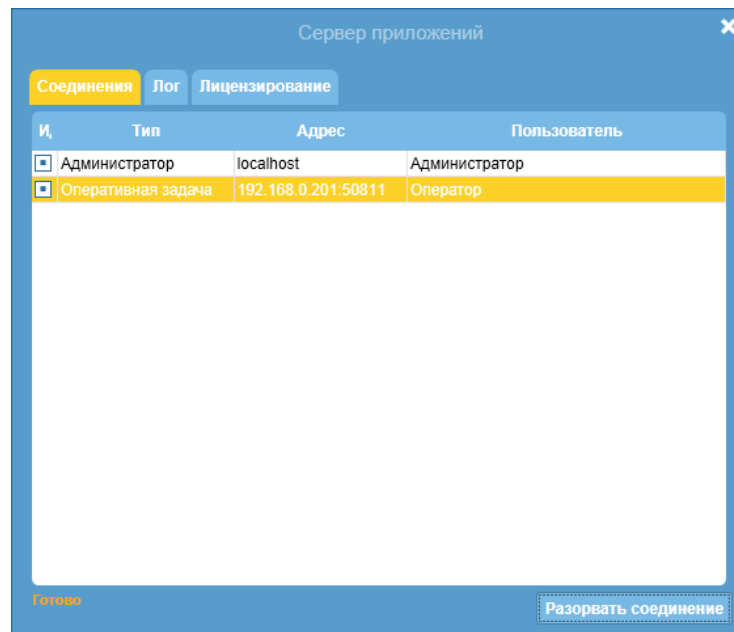 Сервер приложений
Соединения Лог Лицензирование
И, Тип Адрес Пользователь
Администратор localhost Администратор
Оперативная задача 192.168.0.201:50811 Оператор
Готово
Разорвать соединение